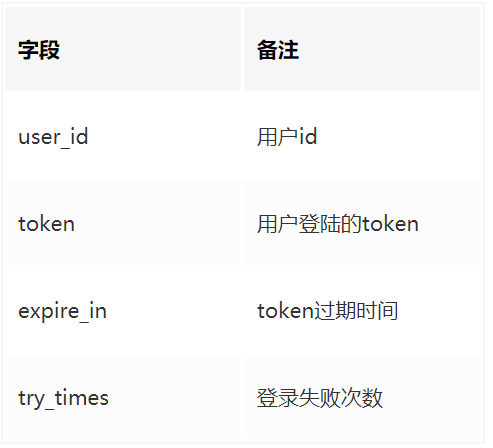 字段 备注
user_id 用户id
token 用户登陆的token
expire_in token过期时间
try_times 登录失败次数